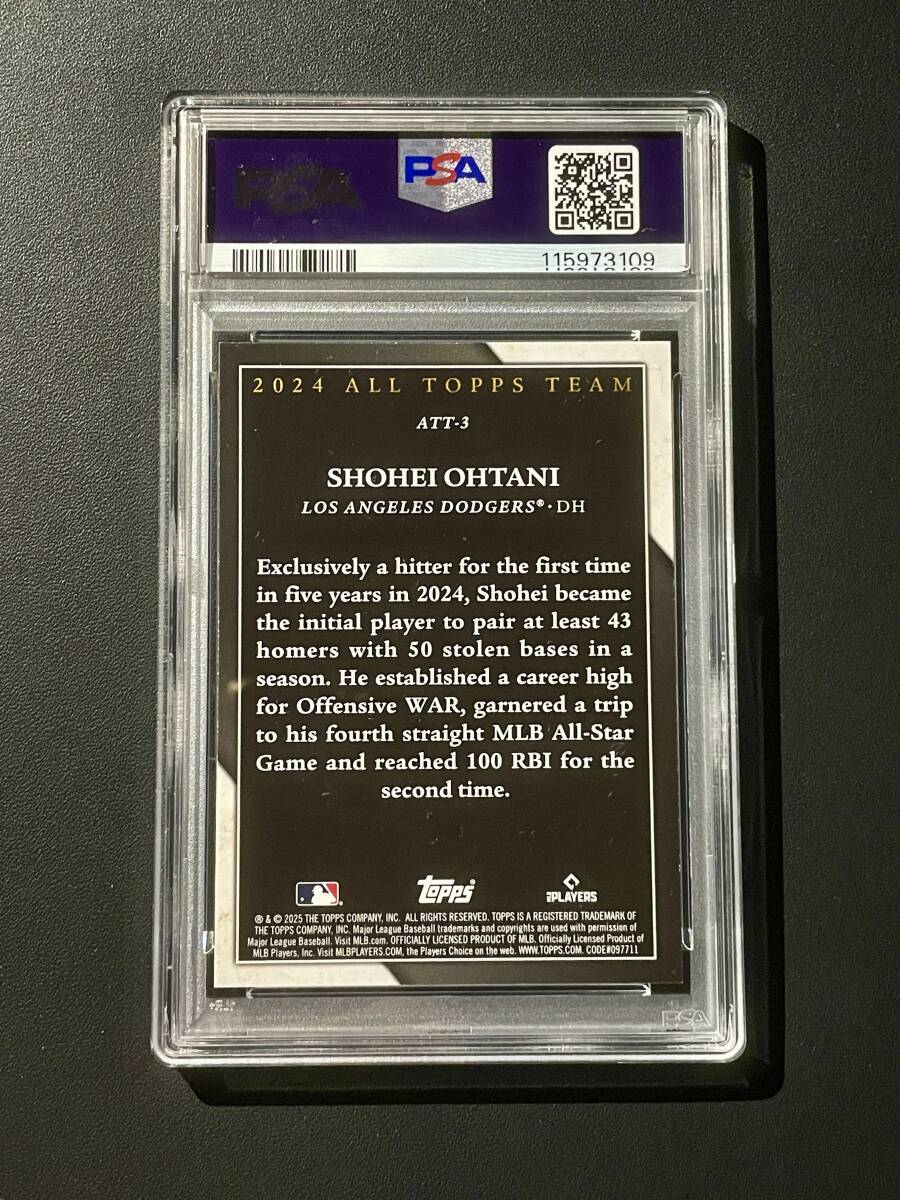 PSA
PSA
115973109
2024 ALL TOPPS TEAM
ATT-3
SHOHEI OHTANI
LOS ANGELES DODGERS®·DH
Exclusively a hitter for the first time
in five years in 2024, Shohei became
the initial player to pair at least 43
homers with 50 stolen bases in a
season. He established a career high
for Offensive WAR, garnered a trip
to his fourth straight MLB All-Star
Game and reached 100 RBI for the
second time.
topps
PLAYERS
® & © 2025 THE TOPPS COMPANY, INC. ALL RIGHTS RESERVED. TOPPS IS A REGISTERED TRADEMARK OF
THE TOPPS COMPANY, INC. Major League Baseball trademarks and copyrights are used with permission of
Major League Baseball. Visit MLB.com. OFFICIALLY LICENSED PRODUCT OF MLB. Officially Licensed Product of
MLB Players, Inc. Visit MLBPLAYERS.COM, the Players Choice on the web. WWW.TOPPS.COM. CODE#097711
PSA